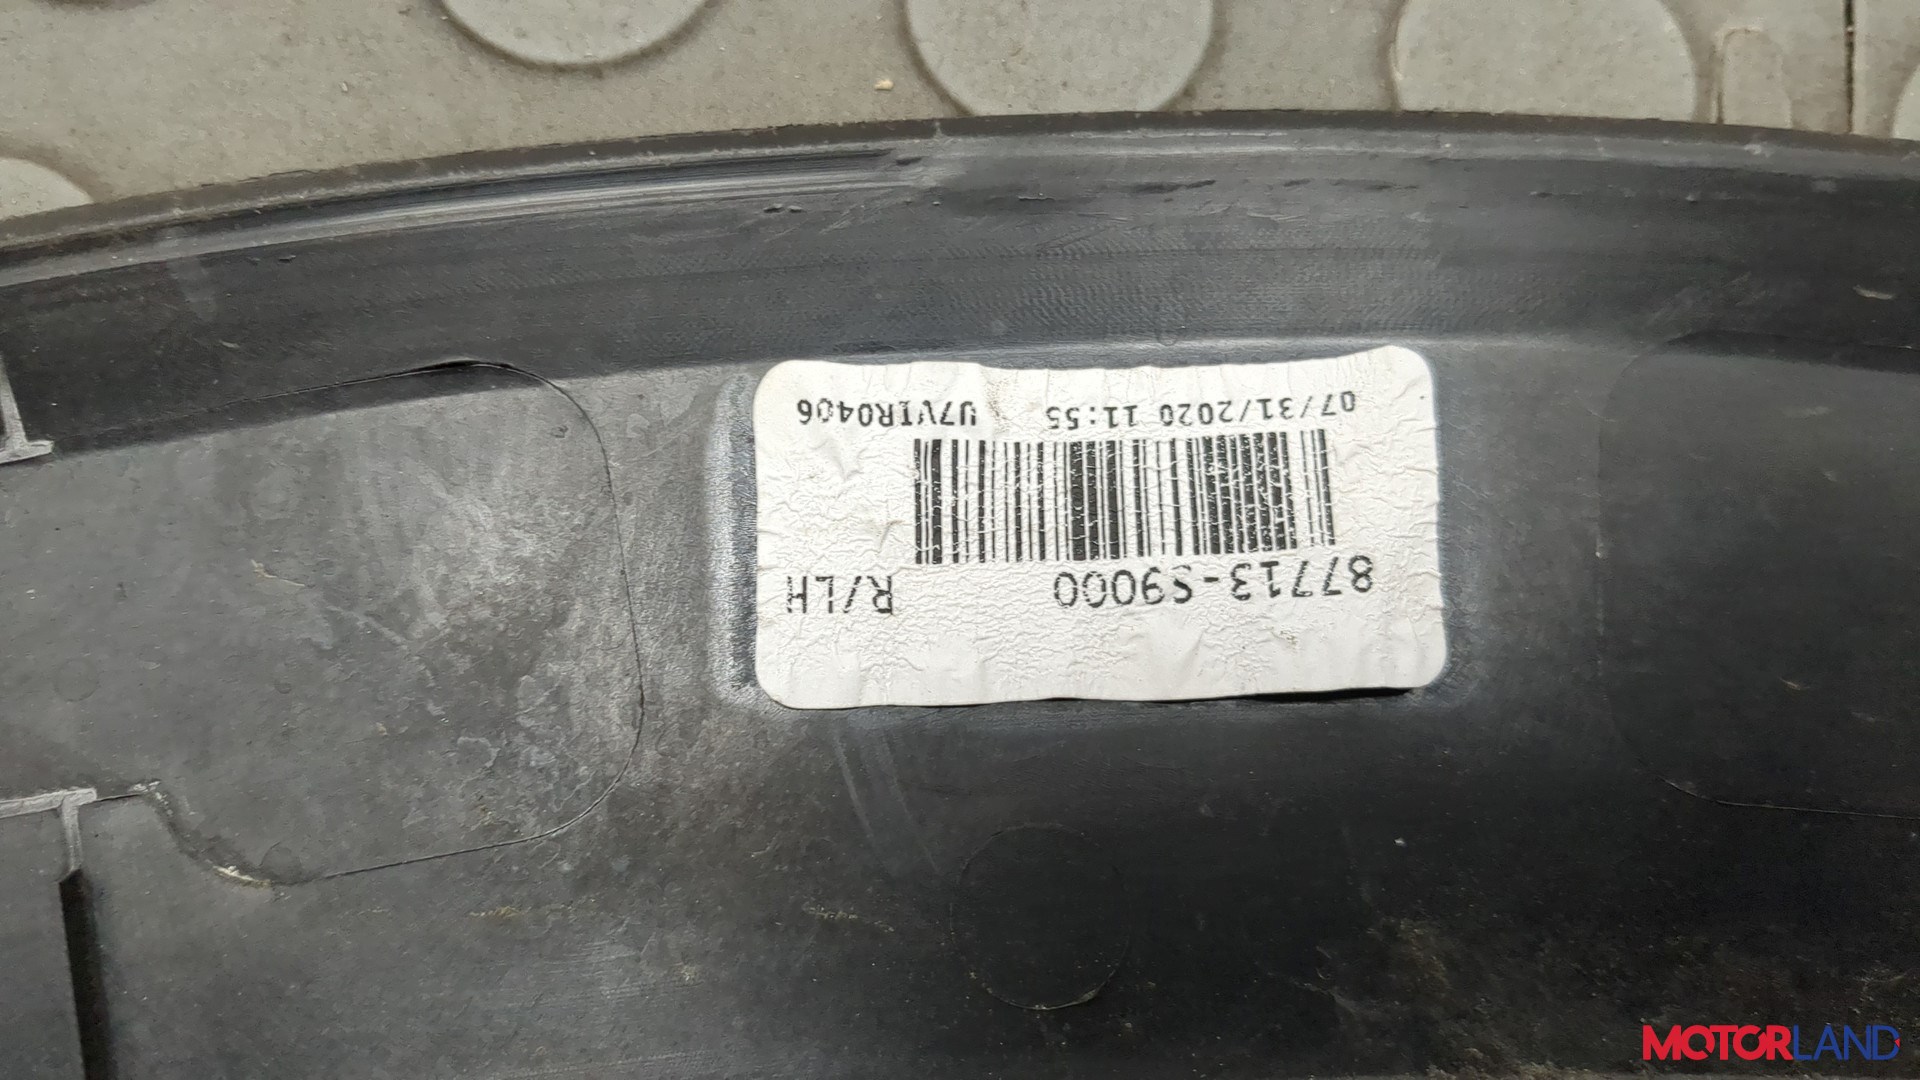 87713-S9000 R/LH
07/31/2020 11:55 U7VIR0406
MOTORLAND